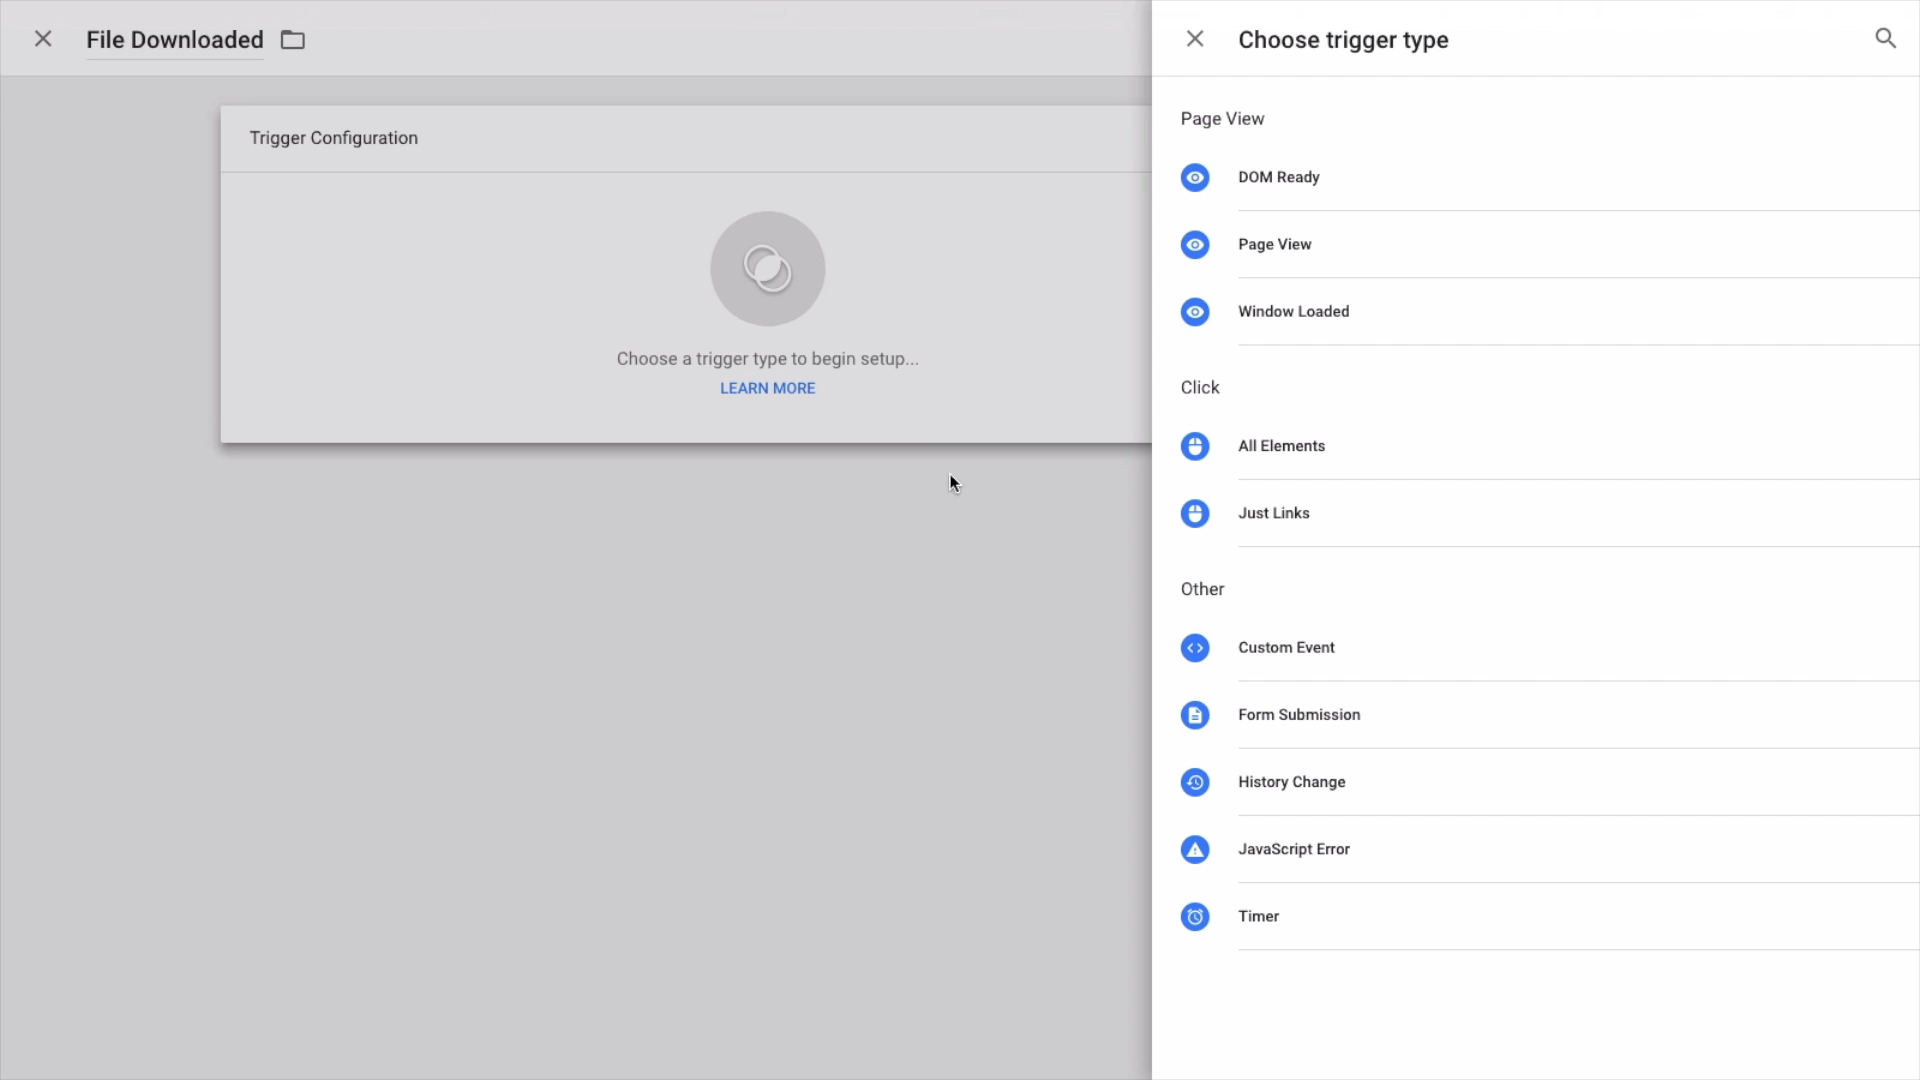 File Downloaded
Trigger Configuration
Choose a trigger type to begin setup...
LEARN MORE
Choose trigger type
Page View
DOM Ready
Page View
Window Loaded
Click
All Elements
Just Links
Other
Custom Event
Form Submission
History Change
JavaScript Error
Timer